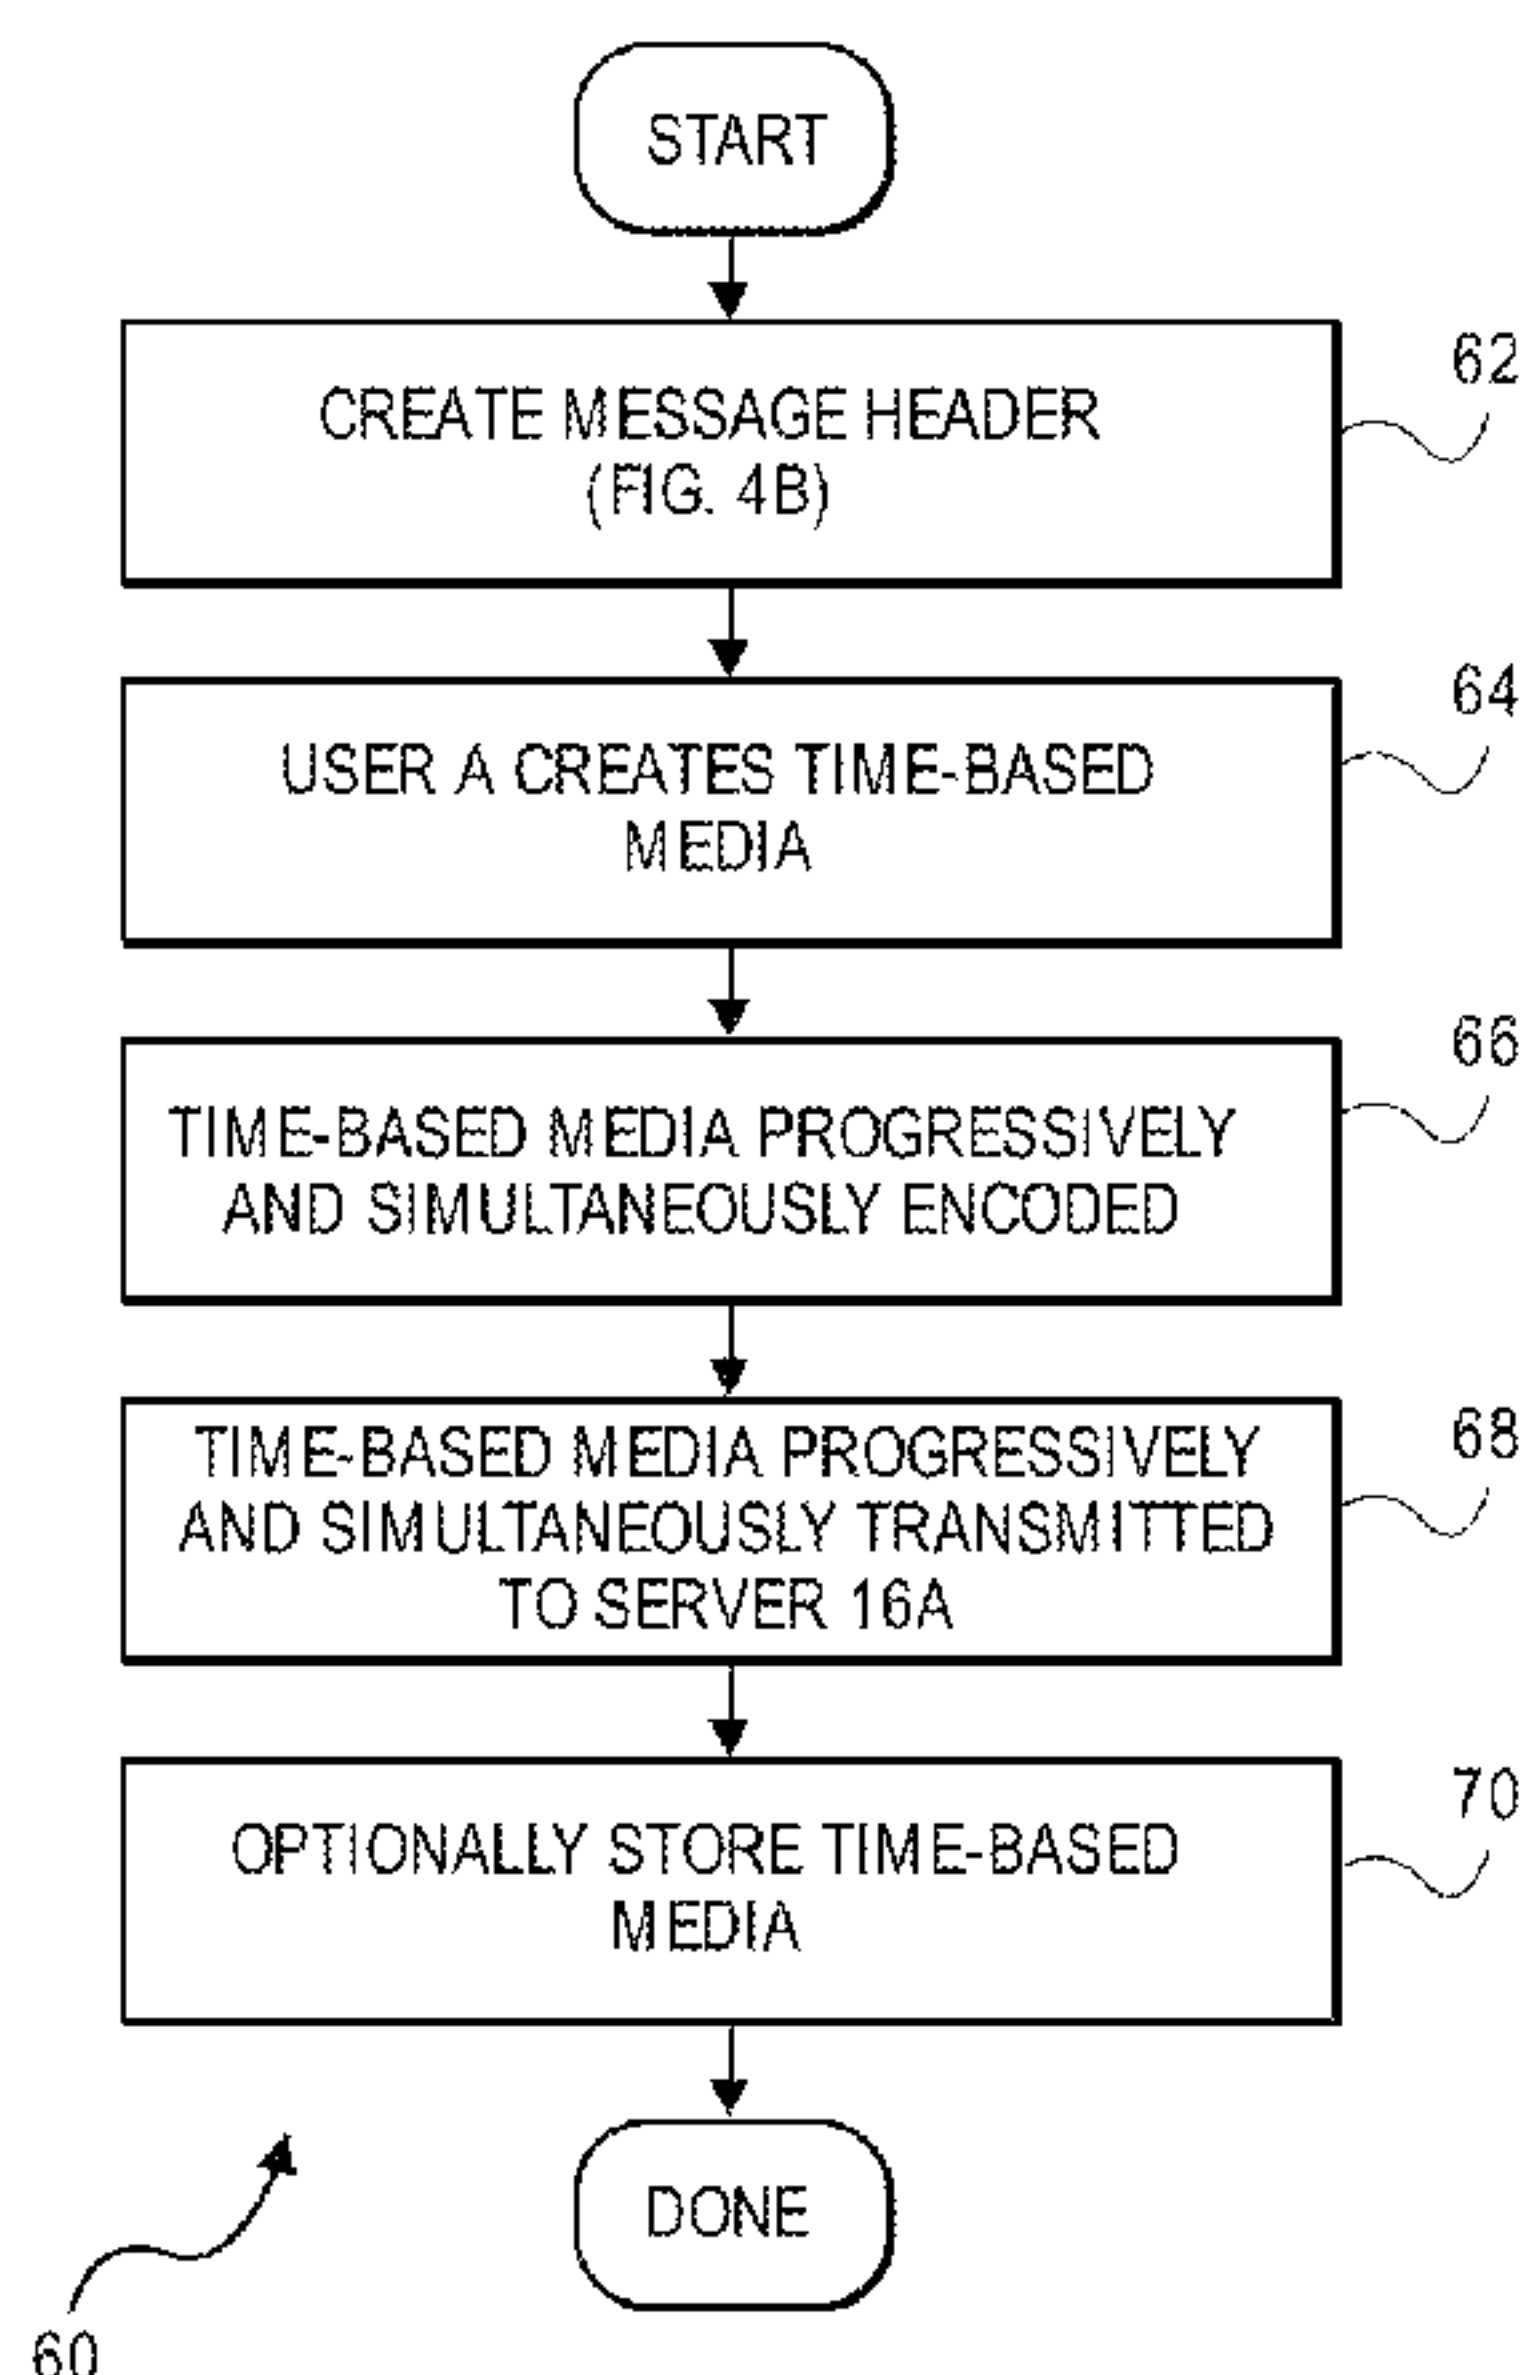 START
CREATE MESSAGE HEADER
(FIG. 4B)
62
USER A CREATES TIME-BASED
MEDIA
64
TIME-BASED MEDIA PROGRESSIVELY
AND SIMULTANEOUSLY ENCODED
66
TIME-BASED MEDIA PROGRESSIVELY
AND SIMULTANEOUSLY TRANSMITTED
TO SERVER 16A
68
OPTIONALLY STORE TIME-BASED
MEDIA
70
DONE
60